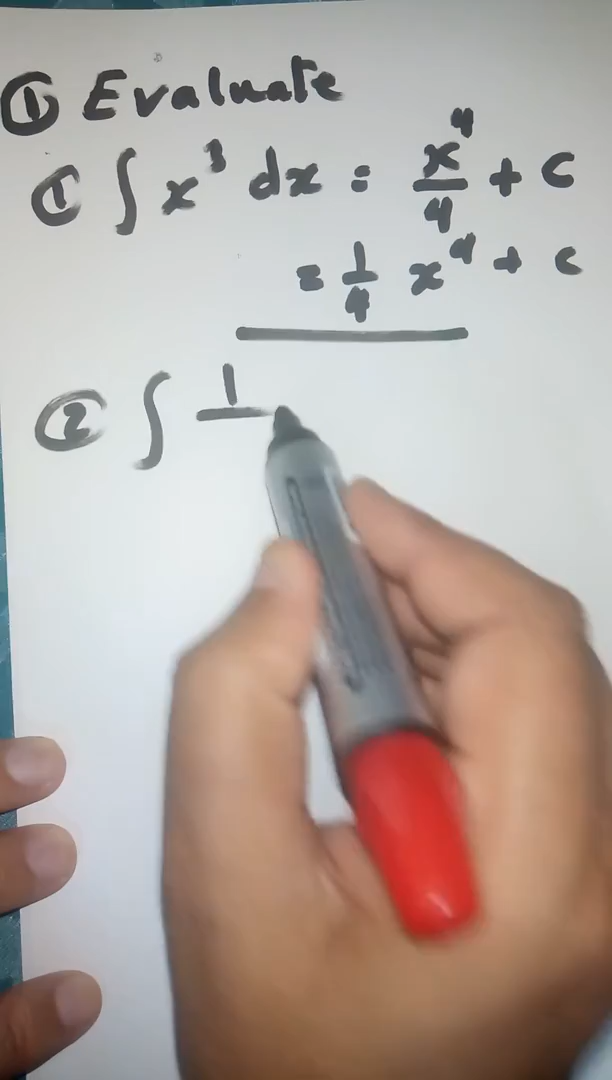 ① Evaluate
① ∫ x³ dx = x⁴/4 + c
= 1/4 x⁴ + c
② ∫ 1/